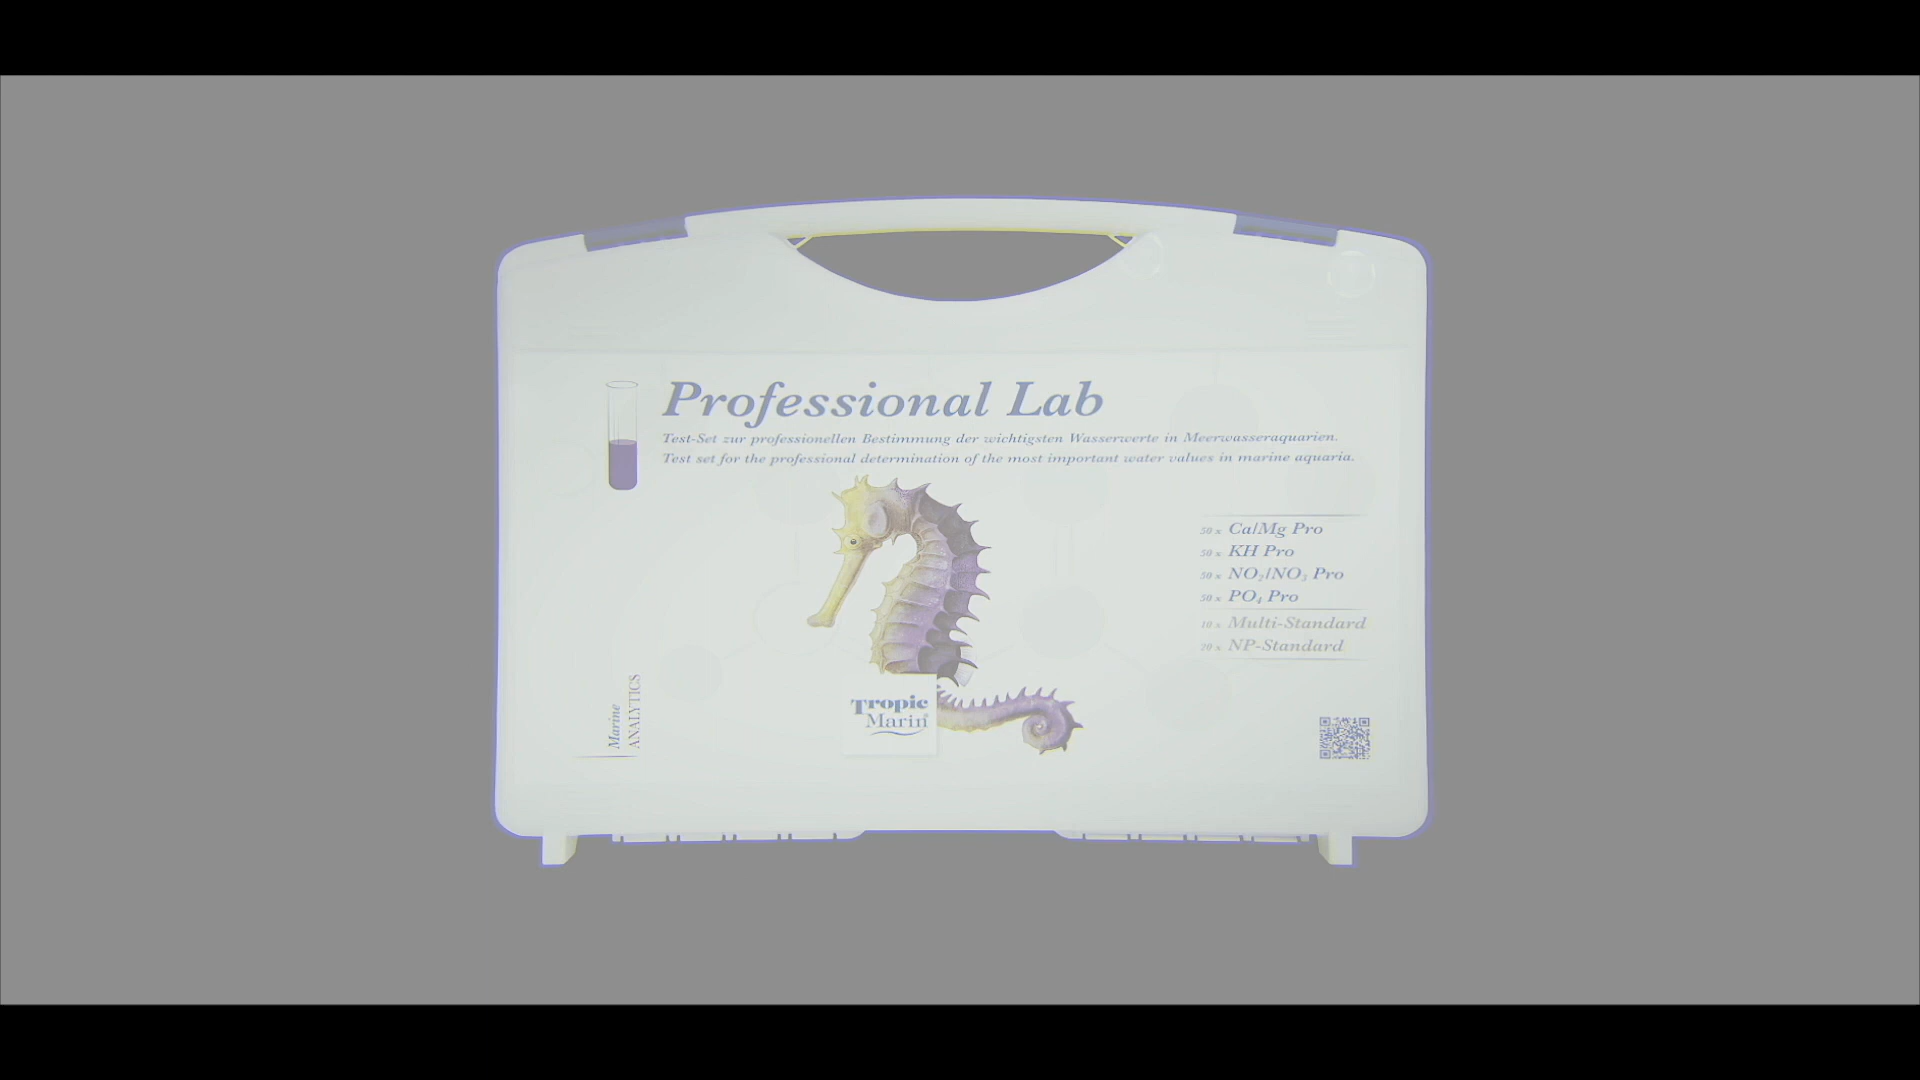 Professional Lab
Test-Set zur professionellen Bestimmung der wichtigsten Wasserwerte in Meerwasseraquarien.
Test set for the professional determination of the most important water values in marine aquaria.
50 x Ca/Mg Pro
50 x KH Pro
50 x NO₂/NO₃ Pro
50 x PO₄ Pro
10 x Multi-Standard
20 x NP-Standard
Marine
ANALYTICS
Tropic
Marin®